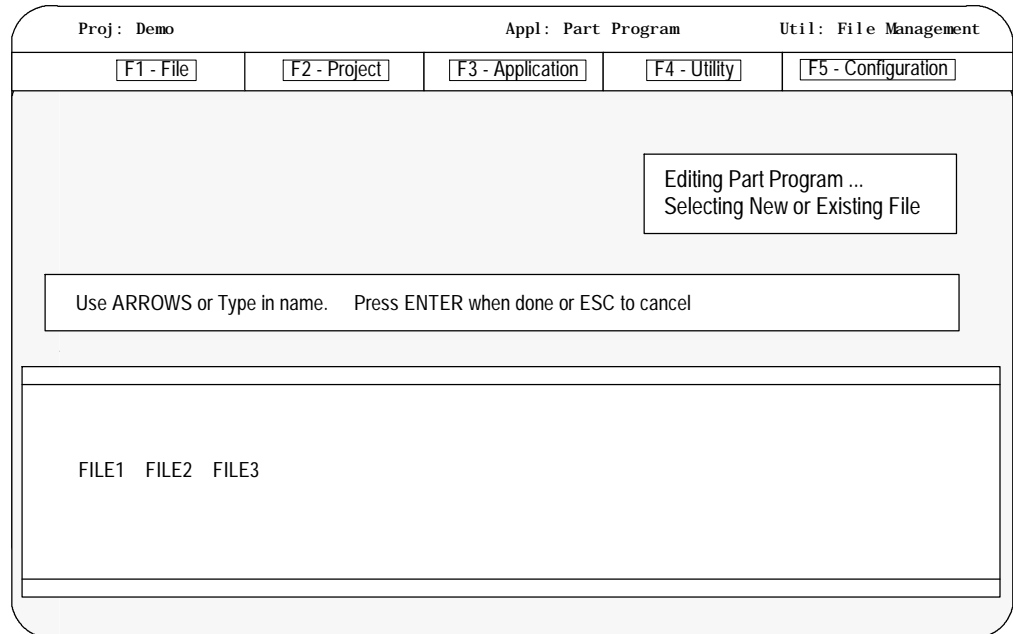 Proj: Demo Appl: Part Program Util: File Management
F1 - File F2 - Project F3 - Application F4 - Utility F5 - Configuration
Editing Part Program ...
Selecting New or Existing File
Use ARROWS or Type in name. Press ENTER when done or ESC to cancel
FILE1 FILE2 FILE3